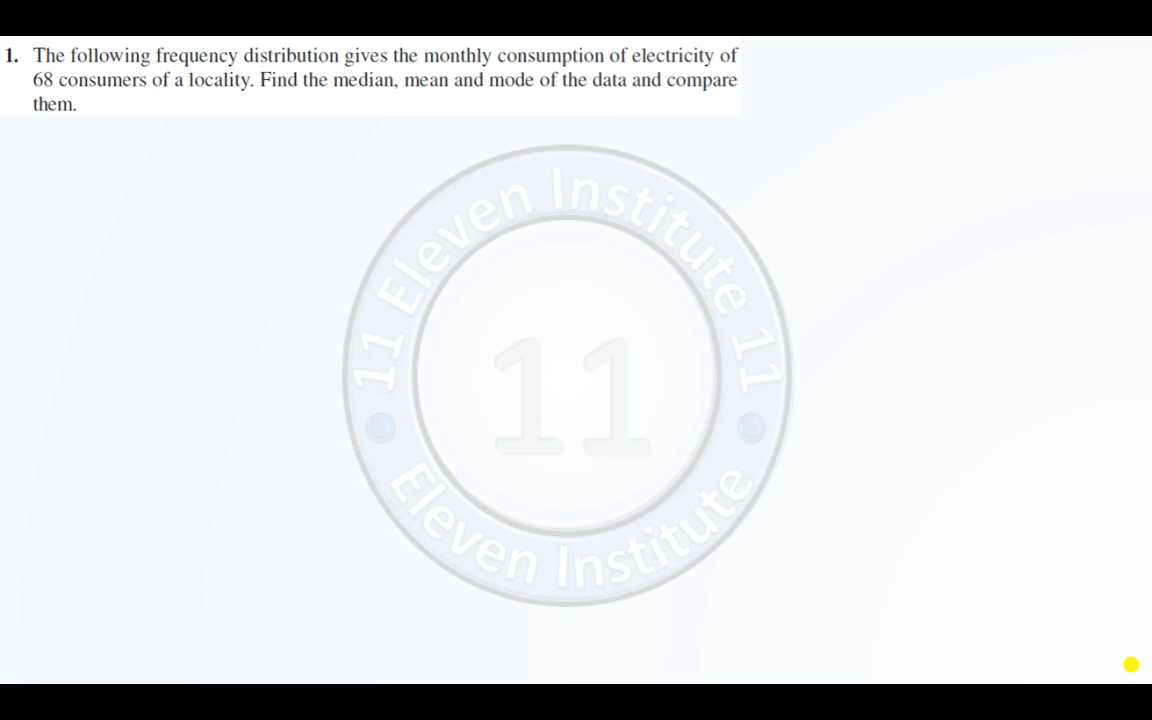 1. The following frequency distribution gives the monthly consumption of electricity of
68 consumers of a locality. Find the median, mean and mode of the data and compare
them.
11 Eleven Institute 11
11
Eleven Institute